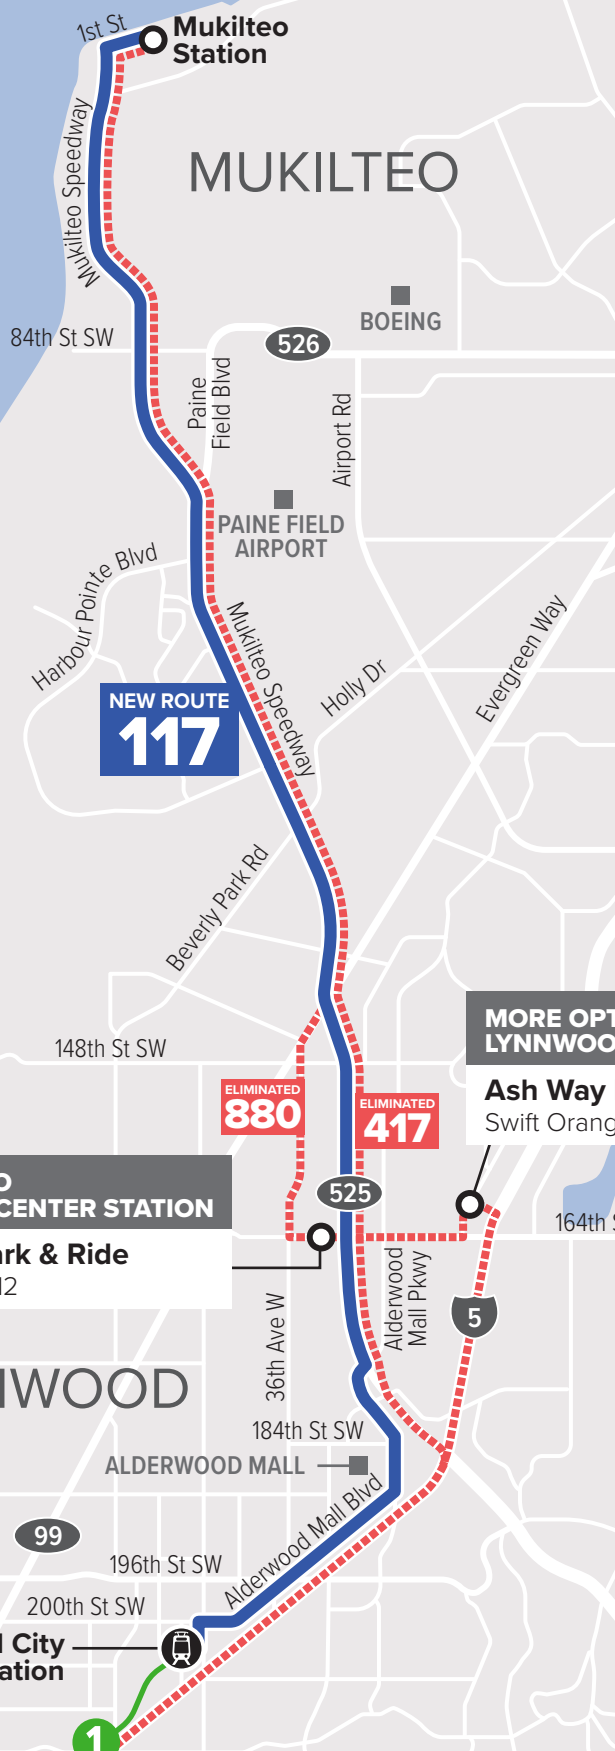 1st St
Mukilteo
Station
Mukilteo Speedway
MUKILTEO
BOEING
84th St SW
526
Paine
Field Blvd
Airport Rd
PAINE FIELD
AIRPORT
Harbour Pointe Blvd
Mukilteo Speedway
Holly Dr
Evergreen Way
NEW ROUTE
117
Beverly Park Rd
MORE OPT
LYNNWOO
148th St SW
Ash Way
Swift Orang
ELIMINATED
880
ELIMINATED
417
O
CENTER STATION
525
164th S
ark & Ride
12
Alderwood
Mall Pkwy
5
36th Ave W
NWOOD
184th St SW
ALDERWOOD MALL
Alderwood Mall Blvd
99
196th St SW
200th St SW
l City
ation
1